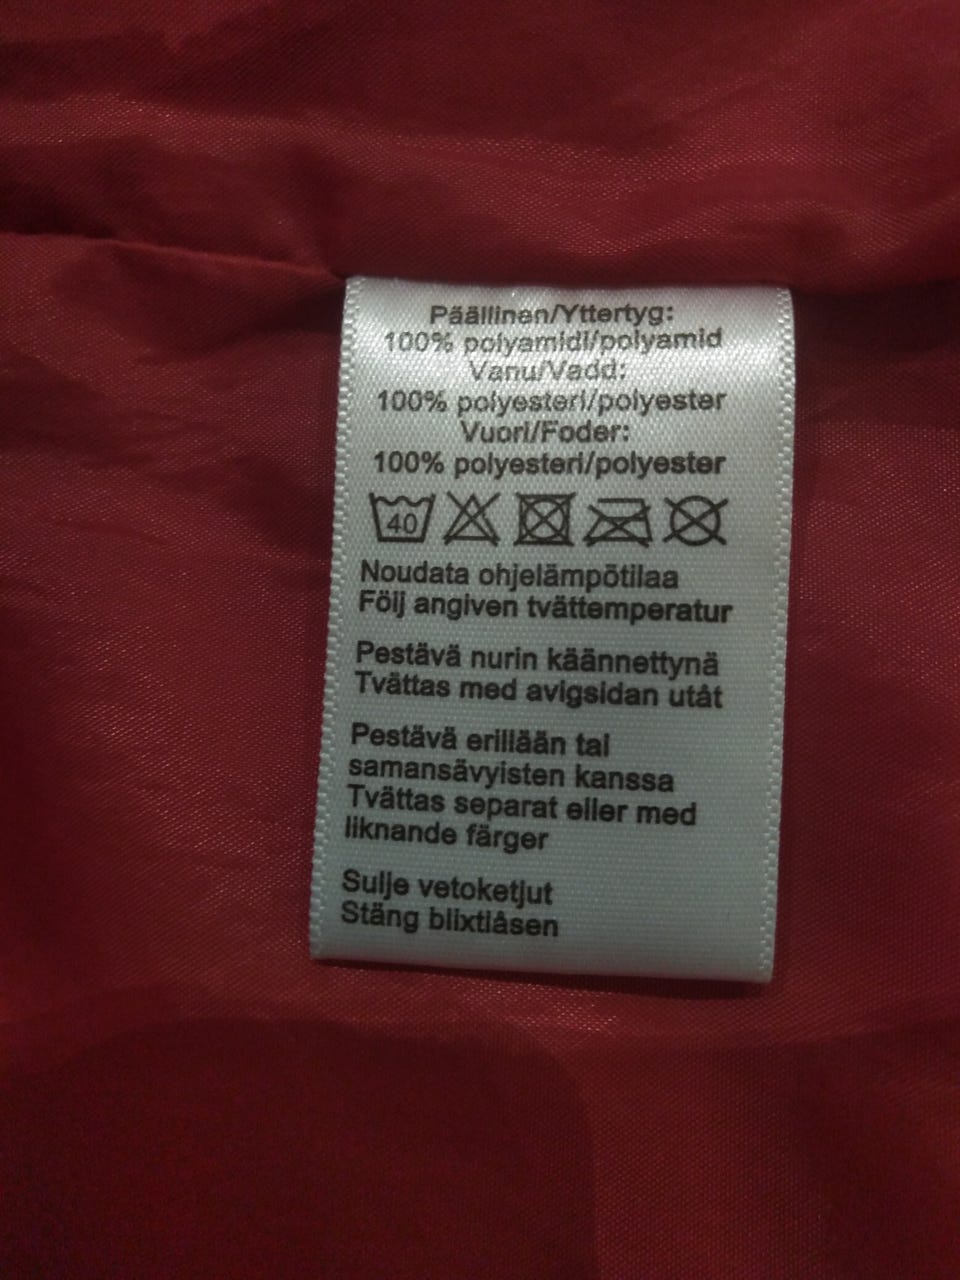 Päällinen/Yttertyg:
100% polyamidi/polyamid
Vanu/Vadd:
100% polyesteri/polyester
Vuori/Foder:
100% polyesteri/polyester
40
Noudata ohjelämpötilaa
Följ angiven tvättemperatur
Pestävä nurin käännettynä
Tvättas med avigsidan utåt
Pestävä erillään tai
samansävyisten kanssa
Tvättas separat eller med
liknande färger
Sulje vetoketjut
Stäng blixtlåsen